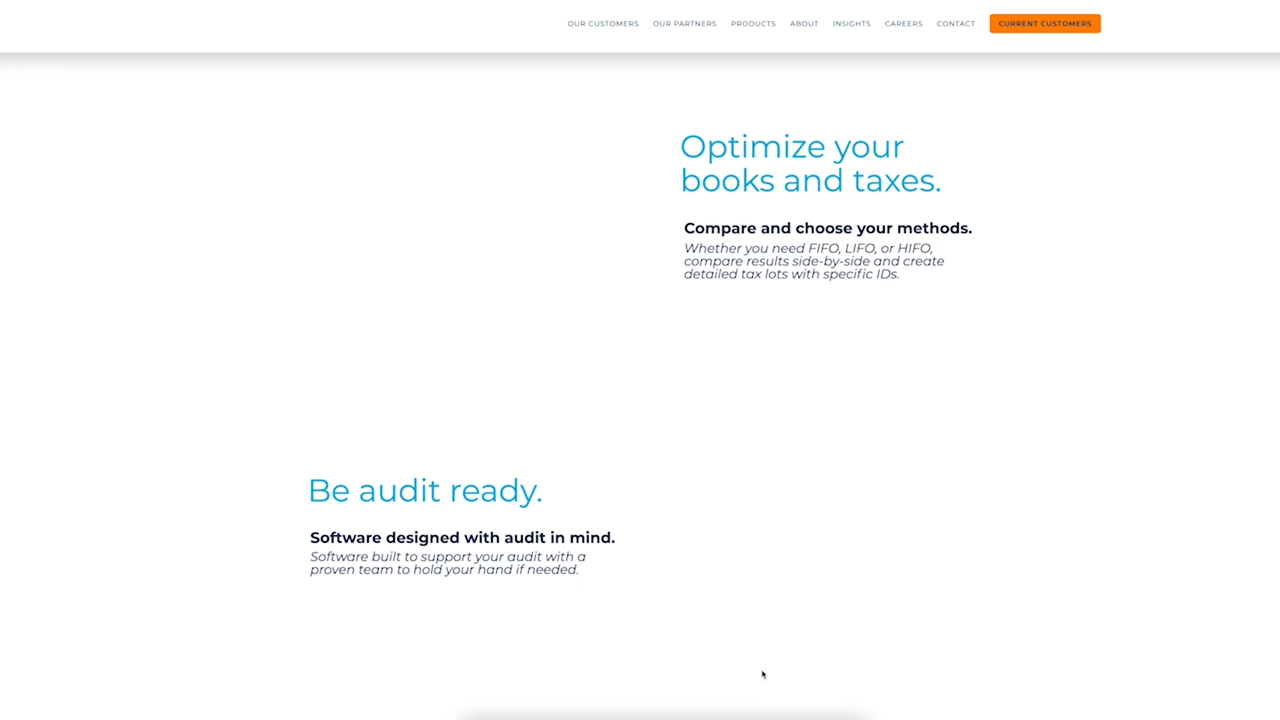 OUR CUSTOMERS OUR PARTNERS PRODUCTS ABOUT INSIGHTS CAREERS CONTACT CURRENT CUSTOMERS
Optimize your
books and taxes.
Compare and choose your methods.
Whether you need FIFO, LIFO, or HIFO,
compare results side-by-side and create
detailed tax lots with specific IDs.
Be audit ready.
Software designed with audit in mind.
Software built to support your audit with a
proven team to hold your hand if needed.